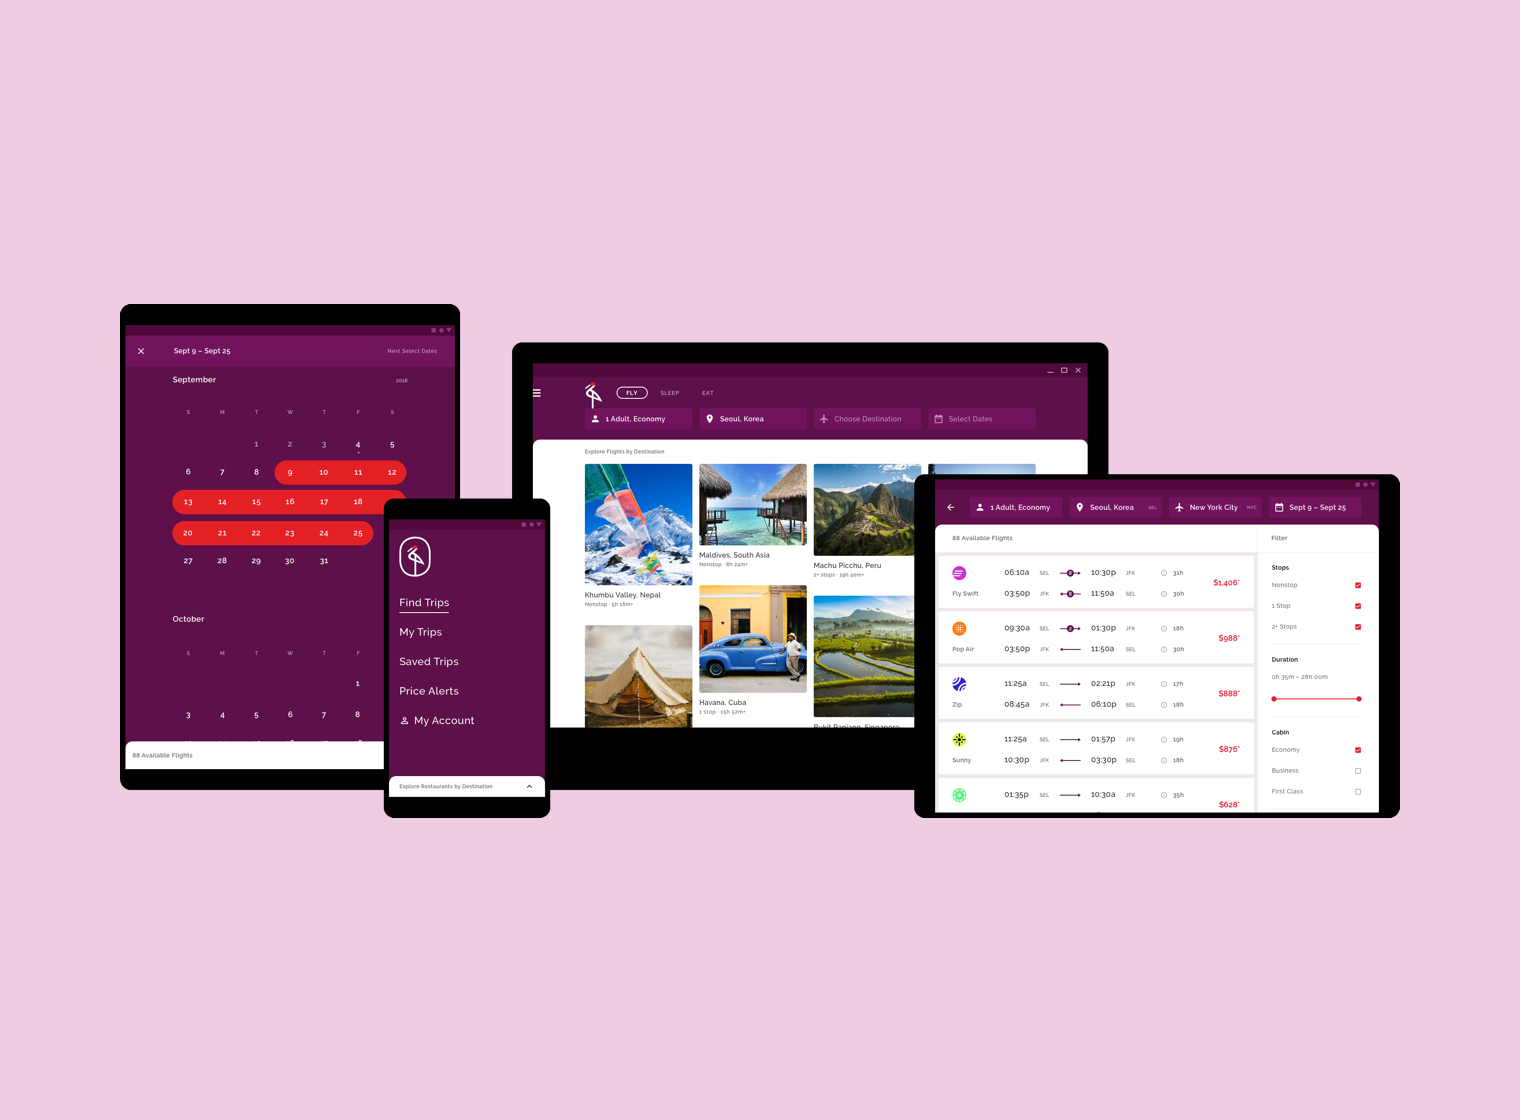 Sept 9 – Sept 25
Next Select Dates
September
2016
S M T W T F S
1 2 3 4 5
6 7 8 9 10 11 12
13 14 15 16 17 18
20 21 22 23 24 25
27 28 29 30 31
October
S M T W T F
1
3 4 5 6 7 8
88 Available Flights
Find Trips
My Trips
Saved Trips
Price Alerts
My Account
Explore Restaurants by Destination
FLY SLEEP EAT
1 Adult, Economy
Seoul, Korea
Choose Destination
Select Dates
Explore Flights by Destination
Khumbu Valley, Nepal
Nonstop · 5h 16m+
Maldives, South Asia
Nonstop · 8h 24m+
Havana, Cuba
1 stop · 15h 52m+
Machu Picchu, Peru
2+ stops · 19h 40m+
Bukit Panjang, Singapore
1 Adult, Economy
Seoul, Korea SEL
New York City NYC
Sept 9 – Sept 25
88 Available Flights
Fly Swift
06:10a SEL 10:30p JFK 31h
03:50p JFK 11:50a SEL 30h
$1,406*
Pop Air
09:30a SEL 2 01:30p JFK 18h
03:50p JFK 11:50a SEL 30h
$988*
Zip
11:25a SEL 02:21p JFK 17h
08:45a JFK 06:10p SEL 18h
$888*
Sunny
11:25a SEL 01:57p JFK 19h
10:30p JFK 03:30p SEL 18h
$876*
01:35p SEL 10:30a JFK 35h
$628*
Filter
Stops
Nonstop
1 Stop
2+ Stops
Duration
0h 35m – 28h 00m
Cabin
Economy
Business
First Class